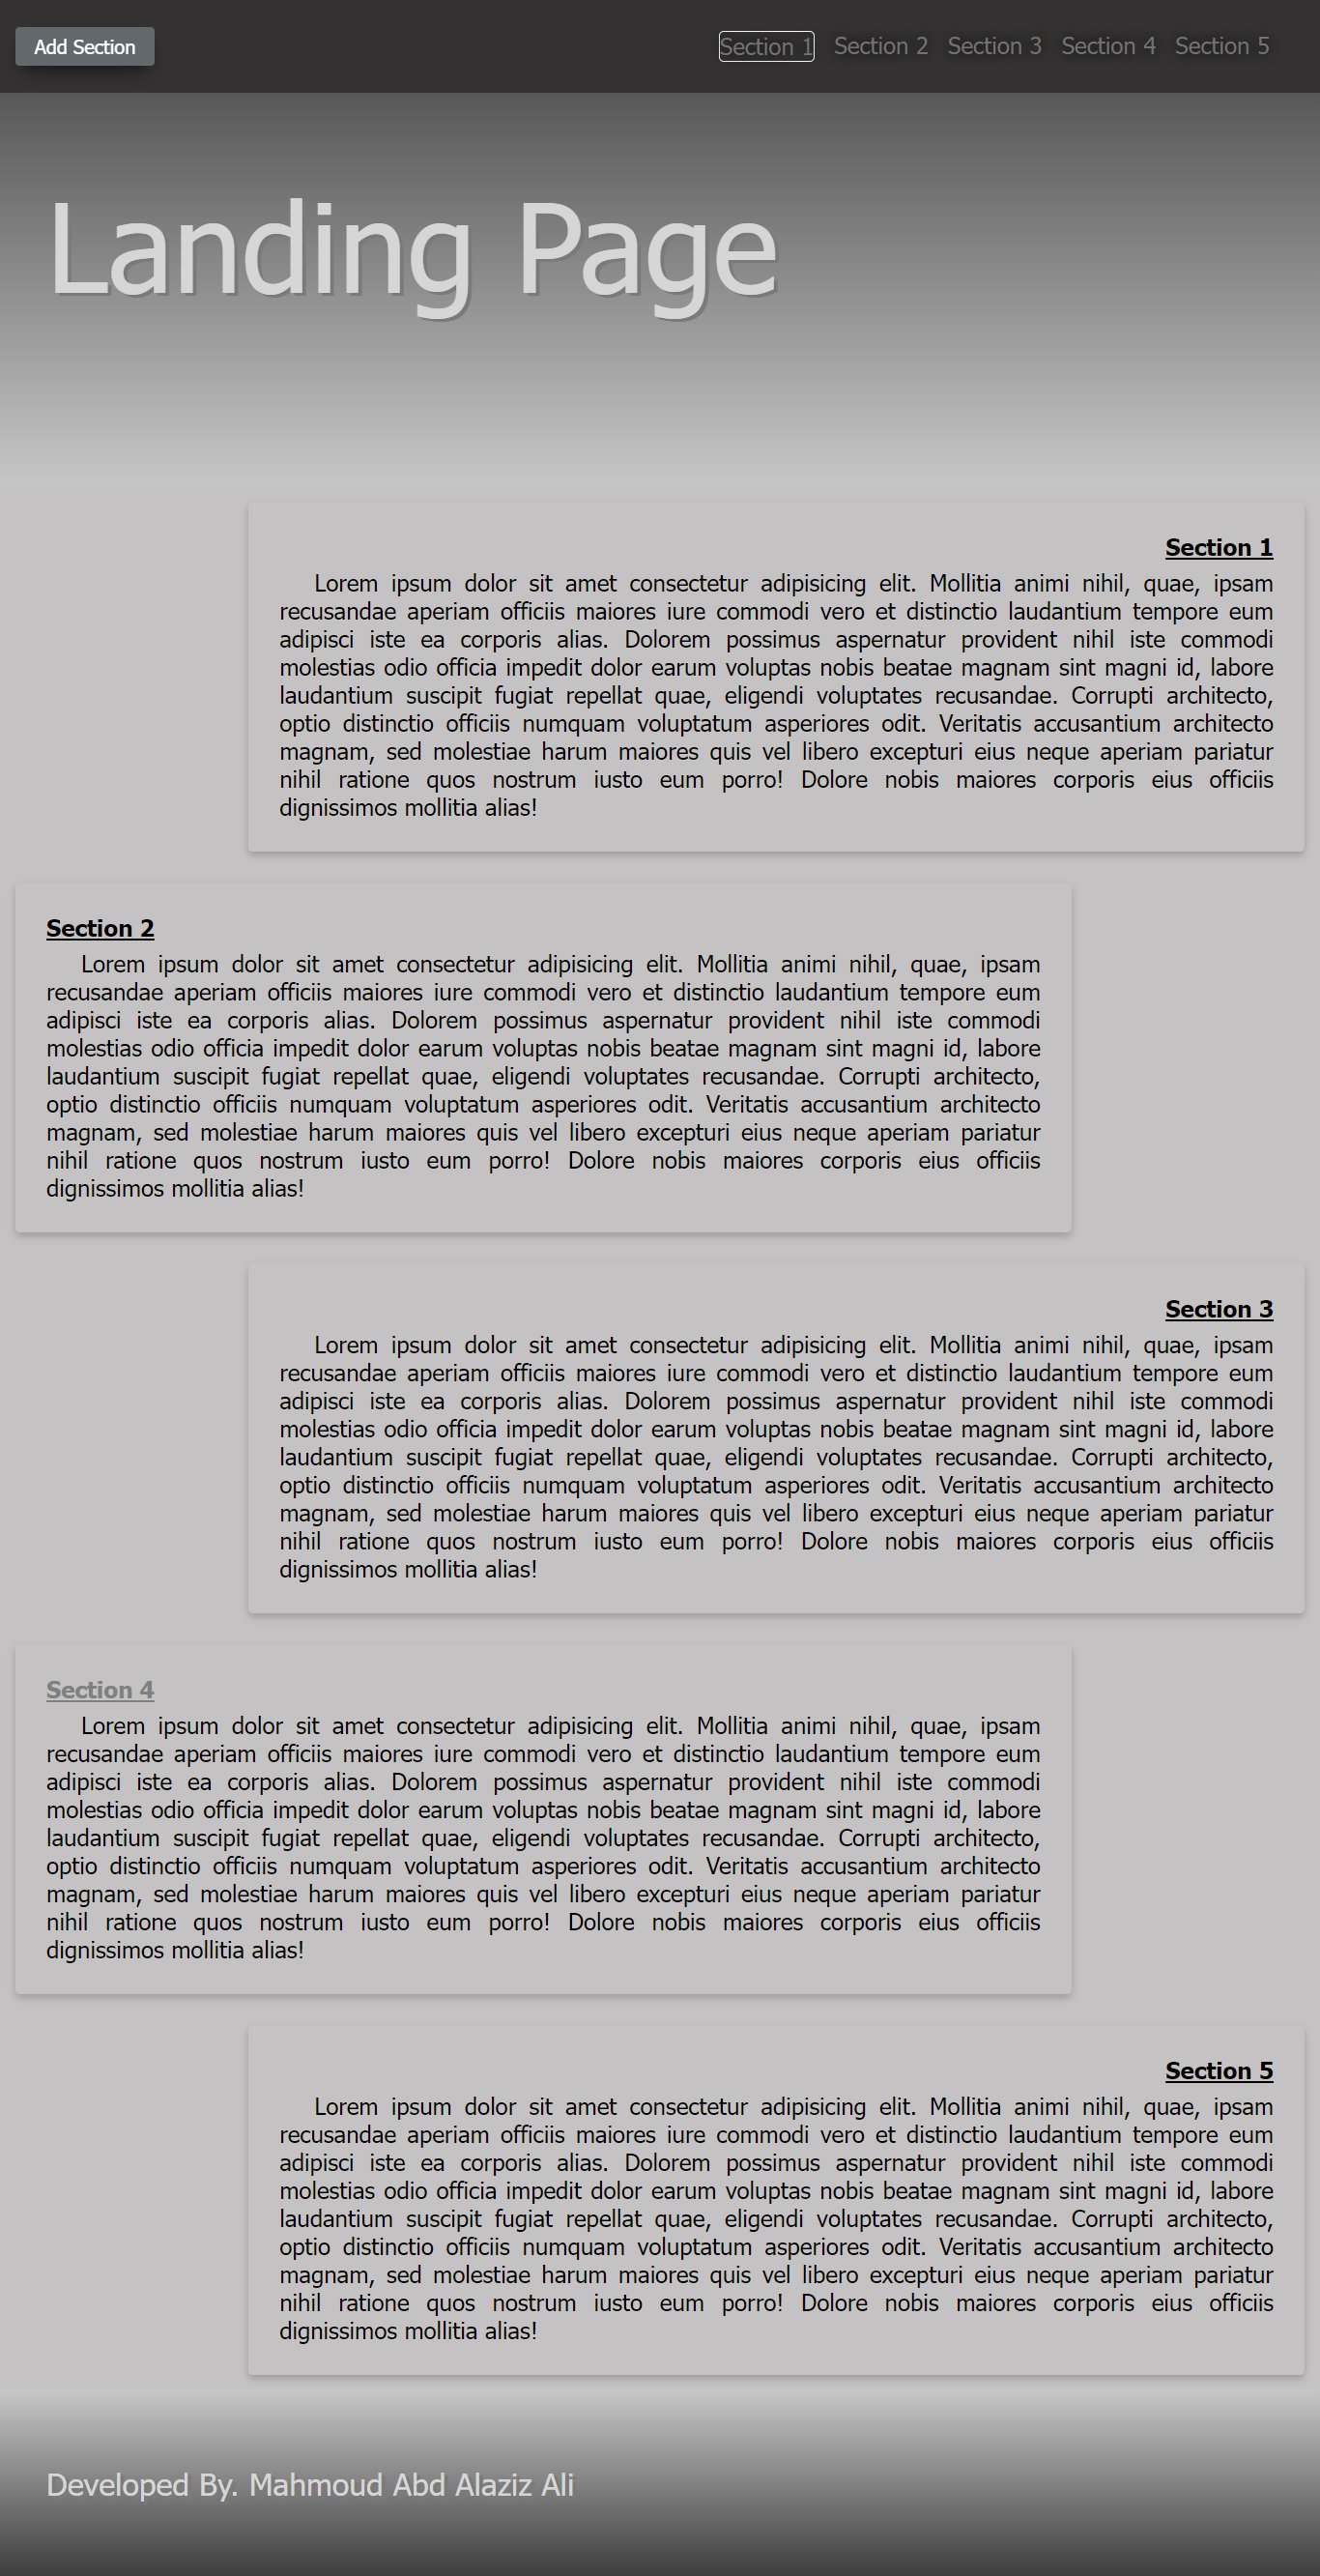 Add Section
Section 1 Section 2 Section 3 Section 4 Section 5
Landing Page
Section 1
Lorem ipsum dolor sit amet consectetur adipisicing elit. Mollitia animi nihil, quae, ipsam
recusandae aperiam officiis maiores iure commodi vero et distinctio laudantium tempore eum
adipisci iste ea corporis alias. Dolorem possimus aspernatur provident nihil iste commodi
molestias odio officia impedit dolor earum voluptas nobis beatae magnam sint magni id, labore
laudantium suscipit fugiat repellat quae, eligendi voluptates recusandae. Corrupti architecto,
optio distinctio officiis numquam voluptatum asperiores odit. Veritatis accusantium architecto
magnam, sed molestiae harum maiores quis vel libero excepturi eius neque aperiam pariatur
nihil ratione quos nostrum iusto eum porro! Dolore nobis maiores corporis eius officiis
dignissimos mollitia alias!
Section 2
Lorem ipsum dolor sit amet consectetur adipisicing elit. Mollitia animi nihil, quae, ipsam
recusandae aperiam officiis maiores iure commodi vero et distinctio laudantium tempore eum
adipisci iste ea corporis alias. Dolorem possimus aspernatur provident nihil iste commodi
molestias odio officia impedit dolor earum voluptas nobis beatae magnam sint magni id, labore
laudantium suscipit fugiat repellat quae, eligendi voluptates recusandae. Corrupti architecto,
optio distinctio officiis numquam voluptatum asperiores odit. Veritatis accusantium architecto
magnam, sed molestiae harum maiores quis vel libero excepturi eius neque aperiam pariatur
nihil ratione quos nostrum iusto eum porro! Dolore nobis maiores corporis eius officiis
dignissimos mollitia alias!
Section 3
Lorem ipsum dolor sit amet consectetur adipisicing elit. Mollitia animi nihil, quae, ipsam
recusandae aperiam officiis maiores iure commodi vero et distinctio laudantium tempore eum
adipisci iste ea corporis alias. Dolorem possimus aspernatur provident nihil iste commodi
molestias odio officia impedit dolor earum voluptas nobis beatae magnam sint magni id, labore
laudantium suscipit fugiat repellat quae, eligendi voluptates recusandae. Corrupti architecto,
optio distinctio officiis numquam voluptatum asperiores odit. Veritatis accusantium architecto
magnam, sed molestiae harum maiores quis vel libero excepturi eius neque aperiam pariatur
nihil ratione quos nostrum iusto eum porro! Dolore nobis maiores corporis eius officiis
dignissimos mollitia alias!
Section 4
Lorem ipsum dolor sit amet consectetur adipisicing elit. Mollitia animi nihil, quae, ipsam
recusandae aperiam officiis maiores iure commodi vero et distinctio laudantium tempore eum
adipisci iste ea corporis alias. Dolorem possimus aspernatur provident nihil iste commodi
molestias odio officia impedit dolor earum voluptas nobis beatae magnam sint magni id, labore
laudantium suscipit fugiat repellat quae, eligendi voluptates recusandae. Corrupti architecto,
optio distinctio officiis numquam voluptatum asperiores odit. Veritatis accusantium architecto
magnam, sed molestiae harum maiores quis vel libero excepturi eius neque aperiam pariatur
nihil ratione quos nostrum iusto eum porro! Dolore nobis maiores corporis eius officiis
dignissimos mollitia alias!
Section 5
Lorem ipsum dolor sit amet consectetur adipisicing elit. Mollitia animi nihil, quae, ipsam
recusandae aperiam officiis maiores iure commodi vero et distinctio laudantium tempore eum
adipisci iste ea corporis alias. Dolorem possimus aspernatur provident nihil iste commodi
molestias odio officia impedit dolor earum voluptas nobis beatae magnam sint magni id, labore
laudantium suscipit fugiat repellat quae, eligendi voluptates recusandae. Corrupti architecto,
optio distinctio officiis numquam voluptatum asperiores odit. Veritatis accusantium architecto
magnam, sed molestiae harum maiores quis vel libero excepturi eius neque aperiam pariatur
nihil ratione quos nostrum iusto eum porro! Dolore nobis maiores corporis eius officiis
dignissimos mollitia alias!
Developed By. Mahmoud Abd Alaziz Ali